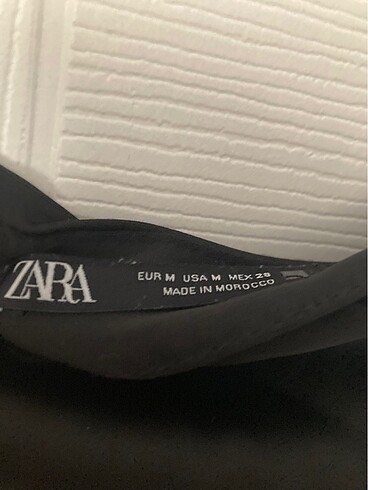 ZARA
EUR M USA M MEX 28
MADE IN MOROCCO